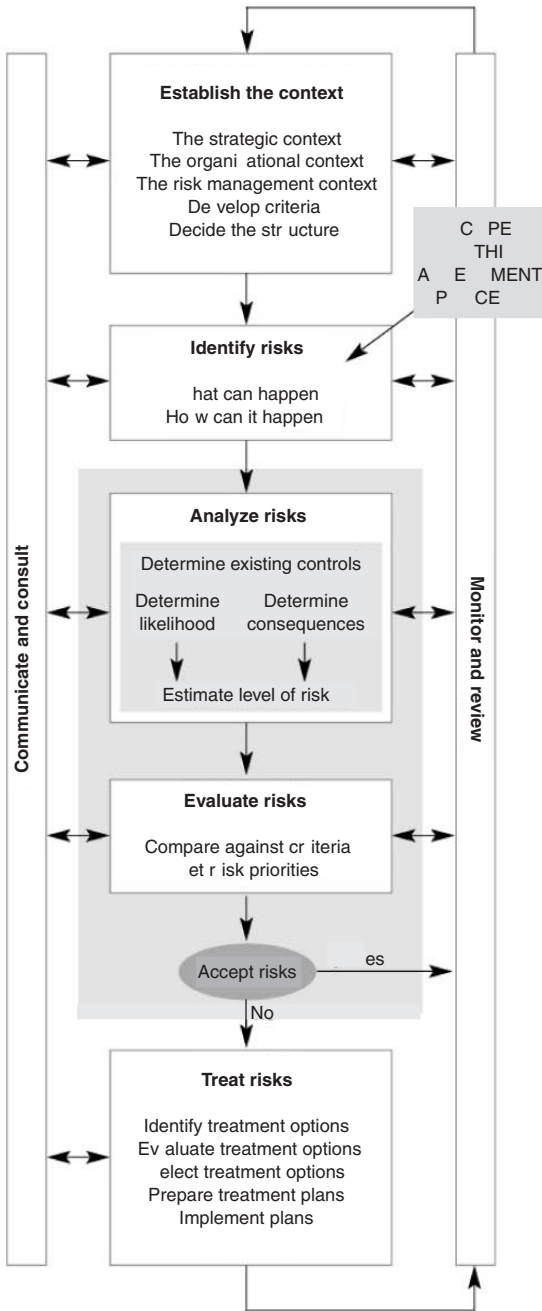 Establish the context
The strategic context
The organi ational context
The risk management context
De velop criteria
Decide the str ucture
C PE
THI
A E MENT
P CE
Identify risks
hat can happen
Ho w can it happen
Analyze risks
Determine existing controls
Determine likelihood
Determine consequences
Estimate level of risk
Evaluate risks
Compare against cr iteria
et r isk priorities
Accept risks
es
No
Treat risks
Identify treatment options
Ev aluate treatment options
elect treatment options
Prepare treatment plans
Implement plans
Communicate and consult
Monitor and review